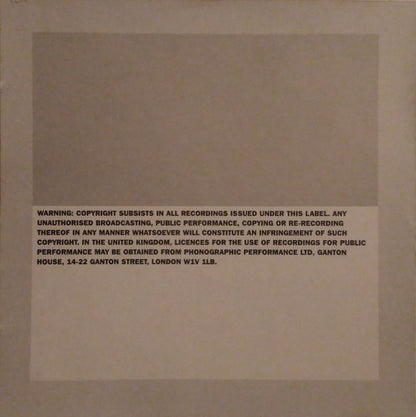 WARNING: COPYRIGHT SUBSISTS IN ALL RECORDINGS ISSUED UNDER THIS LABEL. ANY
UNAUTHORISED BROADCASTING, PUBLIC PERFORMANCE, COPYING OR RE-RECORDING
THEREOF IN ANY MANNER WHATSOEVER WILL CONSTITUTE AN INFRINGEMENT OF SUCH
COPYRIGHT. IN THE UNITED KINGDOM, LICENCES FOR THE USE OF RECORDINGS FOR PUBLIC
PERFORMANCE MAY BE OBTAINED FROM PHONOGRAPHIC PERFORMANCE LTD, GANTON
HOUSE, 14-22 GANTON STREET, LONDON W1V 1LB.